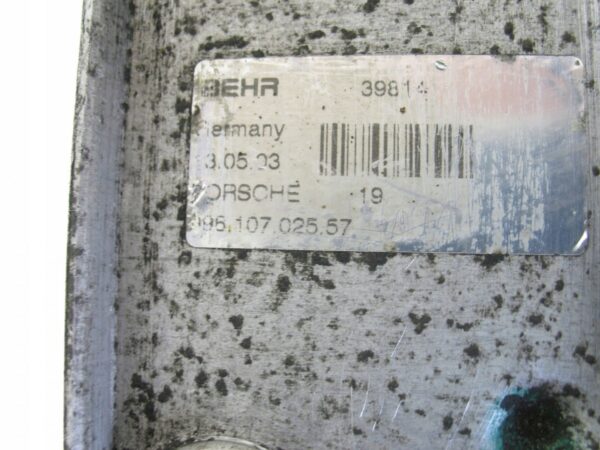 BEHR 39814
Germany
13.05.03
PORSCHE 19
996.107.025.57